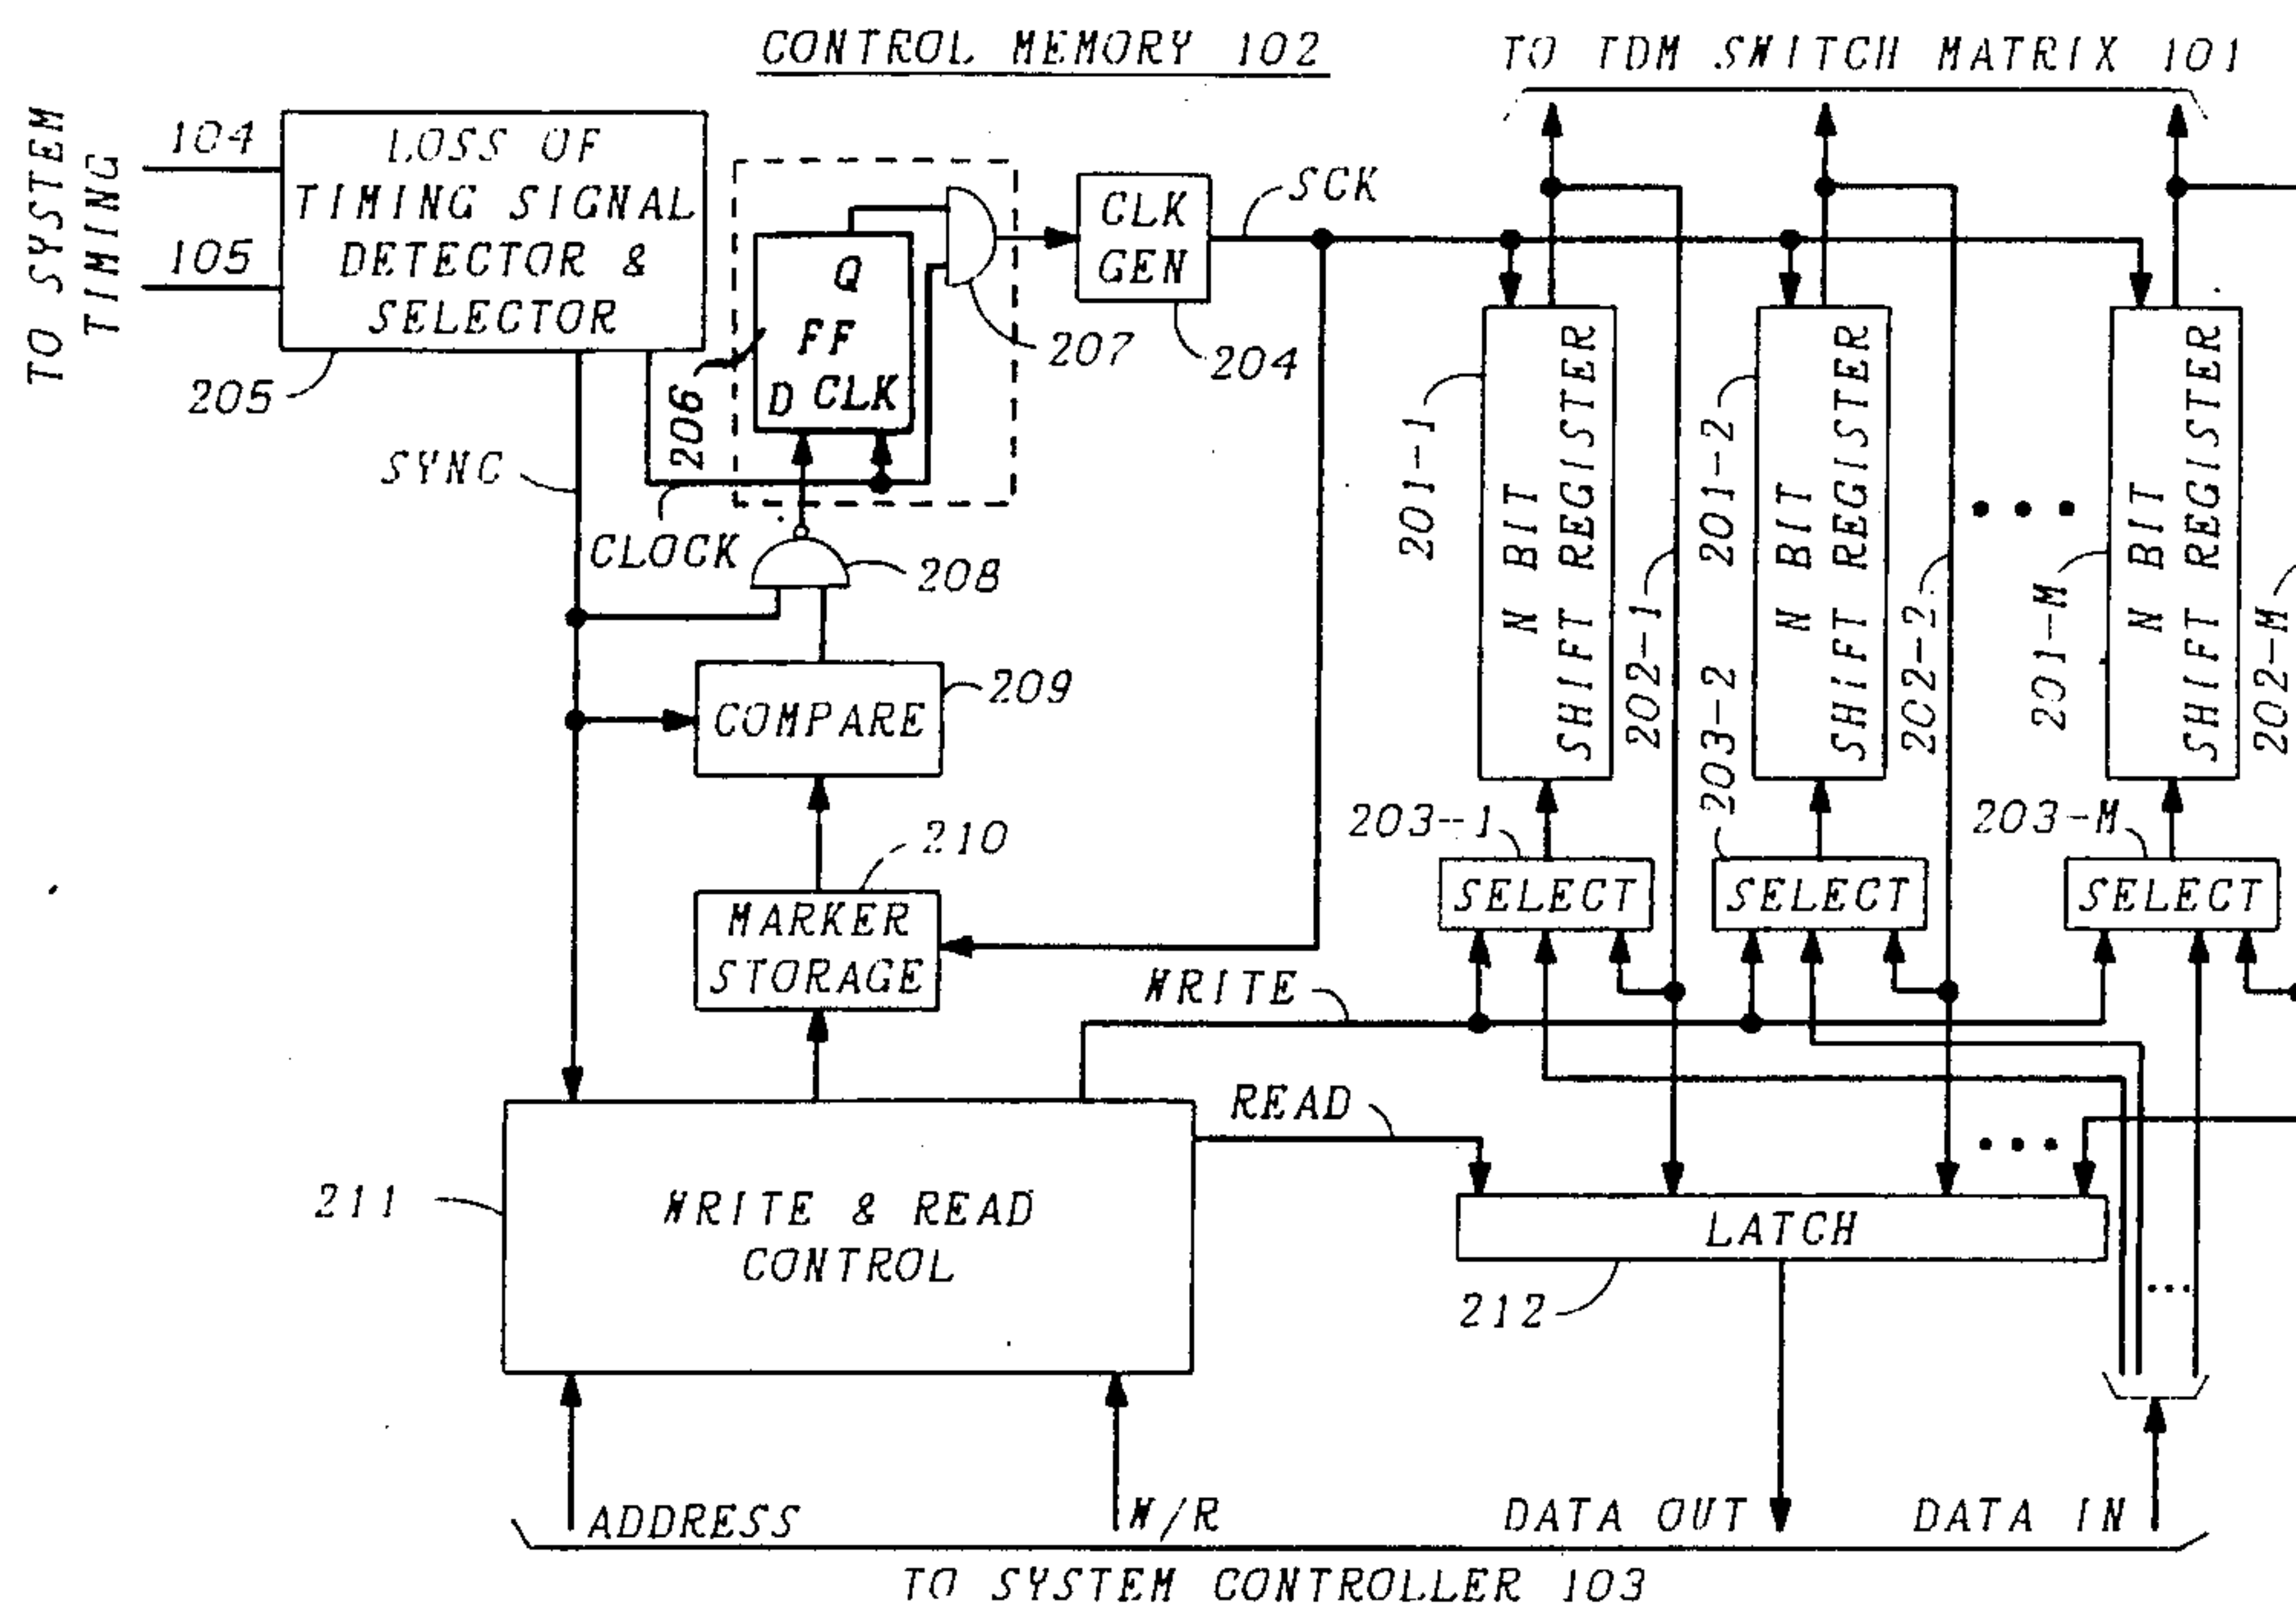 CONTROL MEMORY 102
TO TDM SWITCH MATRIX 101
TO SYSTEM
TIMING
104
105
LOSS OF
TIMING SIGNAL
DETECTOR &
SELECTOR
205
SYNC
CLOCK
206
Q
FF
D CLK
207
CLK
GEN
204
SCK
208
COMPARE
209
MARKER
STORAGE
210
WRITE & READ
CONTROL
211
WRITE
READ
201-1
N BIT
SHIFT REGISTER
202-1
201-2
N BIT
SHIFT REGISTER
202-2
201-M
N BIT
SHIFT REGISTER
202-M
203-1
SELECT
203-2
SELECT
203-M
SELECT
LATCH
212
ADDRESS
W/R
DATA OUT
DATA IN
TO SYSTEM CONTROLLER 103